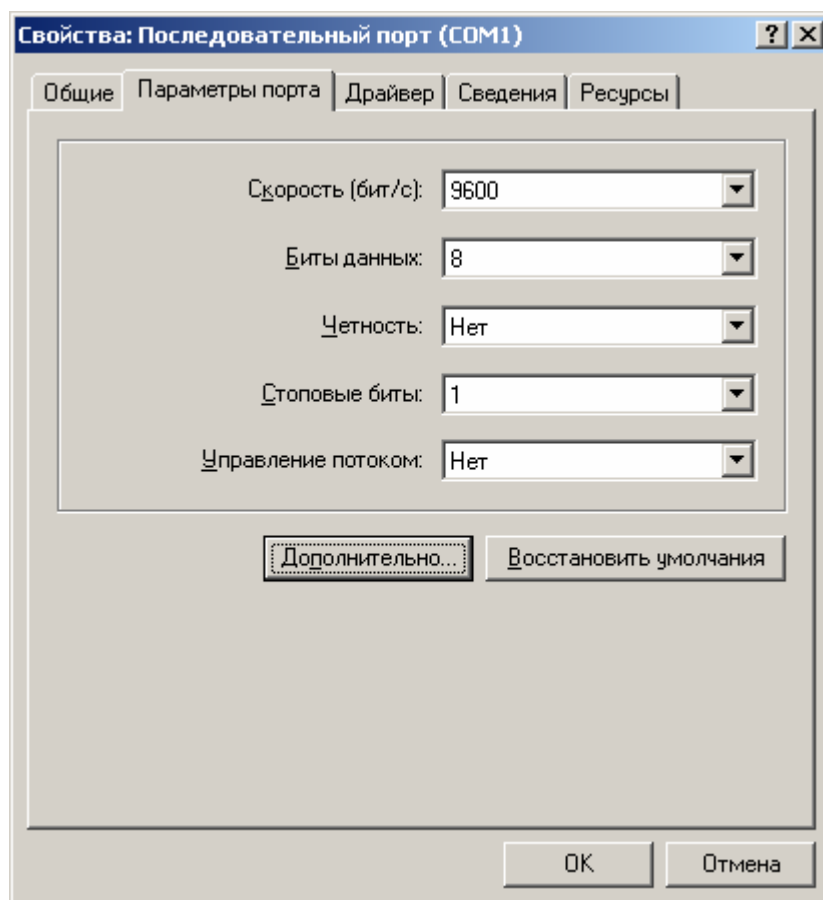 Свойства: Последовательный порт (COM1)
Общие Параметры порта Драйвер Сведения Ресурсы
Скорость (бит/с): 9600
Биты данных: 8
Четность: Нет
Стоповые биты: 1
Управление потоком: Нет
Дополнительно... Восстановить умолчания
OK Отмена